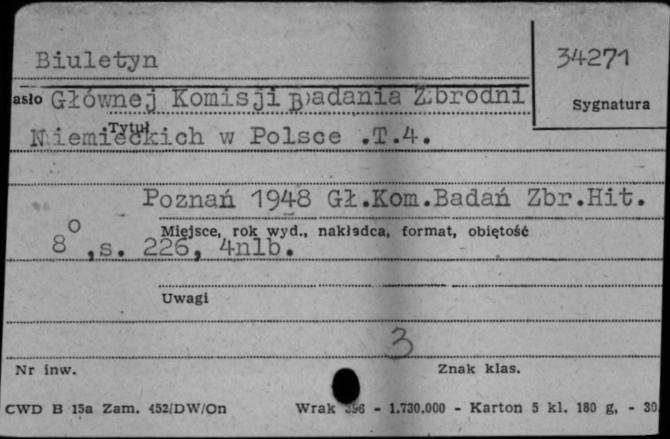 Biuletyn
34271
asło Głównej Komisji Badania Zbrodni
Sygnatura
Tytuł
Niemieckich w Polsce .T.4.
Poznań 1948 Gł.Kom.Badań Zbr.Hit.
Miejsce, rok wyd., nakładca, format, objętość
8°,s. 226, 4nlb.
Uwagi
3
Nr inw. Znak klas.
CWD B 15a Zam. 452/DW/On Wrak 396 - 1.730.000 - Karton 5 kl. 180 g, - 30